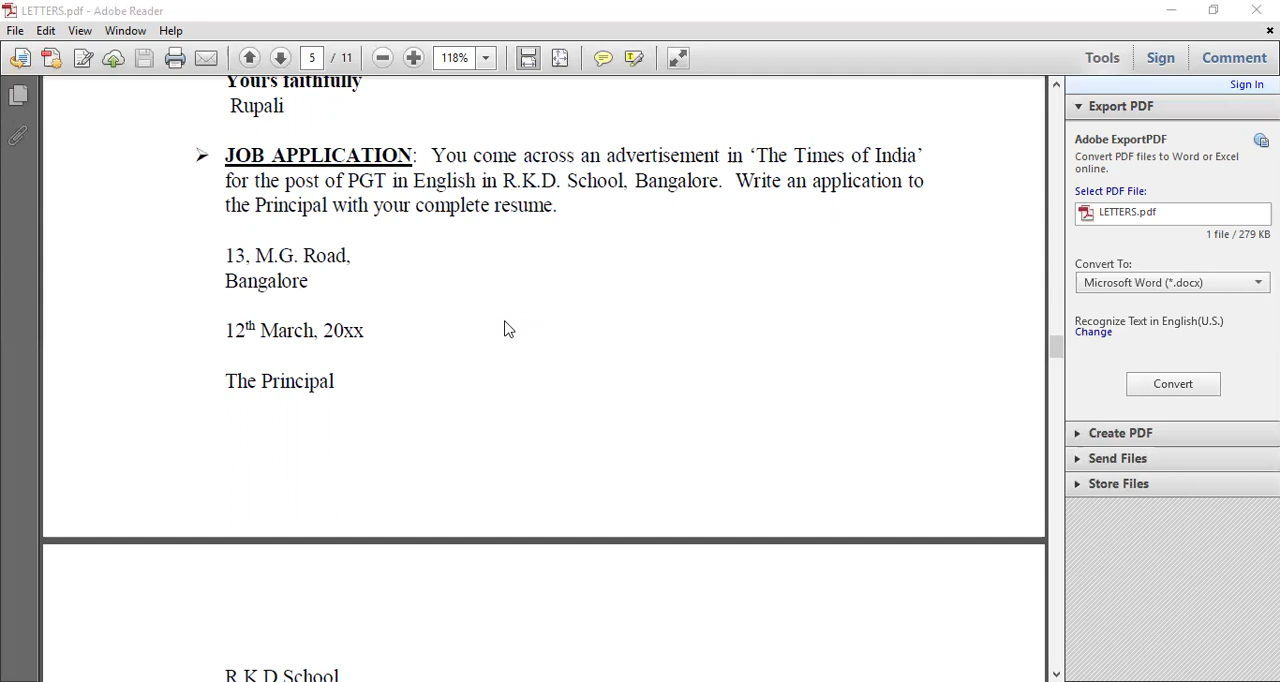 LETTERS.pdf - Adobe Reader
File Edit View Window Help
5 / 11 118% Tools Sign Comment
Sign In
Yours faithfully
Rupali
➢ JOB APPLICATION: You come across an advertisement in ‘The Times of India’
for the post of PGT in English in R.K.D. School, Bangalore. Write an application to
the Principal with your complete resume.
13, M.G. Road,
Bangalore
12th March, 20xx
The Principal
R.K.D School
Export PDF
Adobe ExportPDF
Convert PDF files to Word or Excel
online.
Select PDF File:
LETTERS.pdf
1 file / 279 KB
Convert To:
Microsoft Word (*.docx)
Recognize Text in English(U.S.)
Change
Convert
Create PDF
Send Files
Store Files